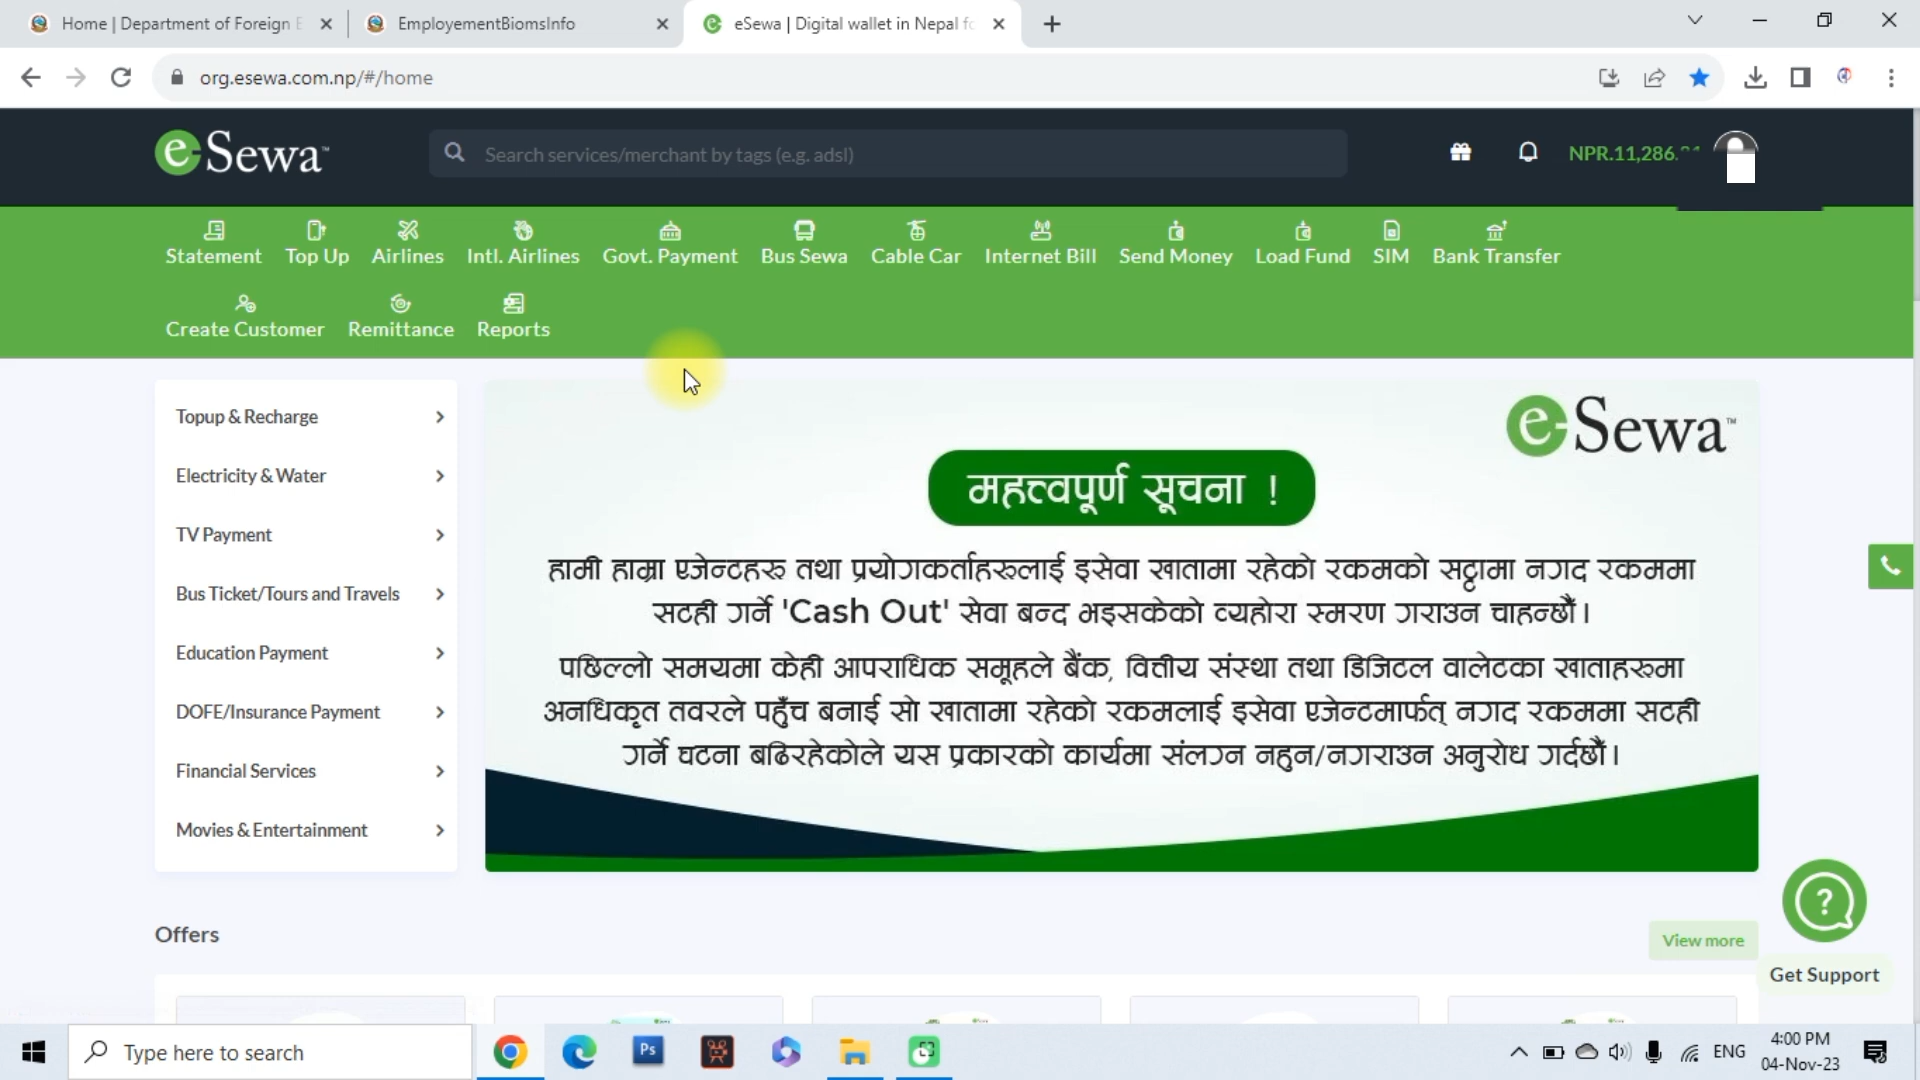 Home | Department of Foreign E
EmployementBiomsInfo
eSewa | Digital wallet in Nepal fo
org.esewa.com.np/#/home
eSewa™
Search services/merchant by tags (e.g. adsl)
NPR.11,286.
Statement
Top Up
Airlines
Intl. Airlines
Govt. Payment
Bus Sewa
Cable Car
Internet Bill
Send Money
Load Fund
SIM
Bank Transfer
Create Customer
Remittance
Reports
Topup & Recharge
Electricity & Water
TV Payment
Bus Ticket/Tours and Travels
Education Payment
DOFE/Insurance Payment
Financial Services
Movies & Entertainment
eSewa™
महत्त्वपूर्ण सूचना !
हामी हाम्रा एजेन्टहरु तथा प्रयोगकर्ताहरुलाई इसेवा खातामा रहेको रकमको सट्टामा नगद रकममा
सटही गर्ने 'Cash Out' सेवा बन्द भइसकेको व्यहोरा स्मरण गराउन चाहन्छौं।
पछिल्लो समयमा केही आपराधिक समूहले बैंक, वित्तीय संस्था तथा डिजिटल वालेटका खाताहरुमा
अनधिकृत तवरले पहुँच बनाई सो खातामा रहेको रकमलाई इसेवा एजेन्टमार्फत् नगद रकममा सटही
गर्ने घटना बढिरहेकोले यस प्रकारको कार्यमा संलग्न नहुन/नगराउन अनुरोध गर्दछौं।
Offers
View more
Get Support
Type here to search
Ps
ENG
4:00 PM
04-Nov-23